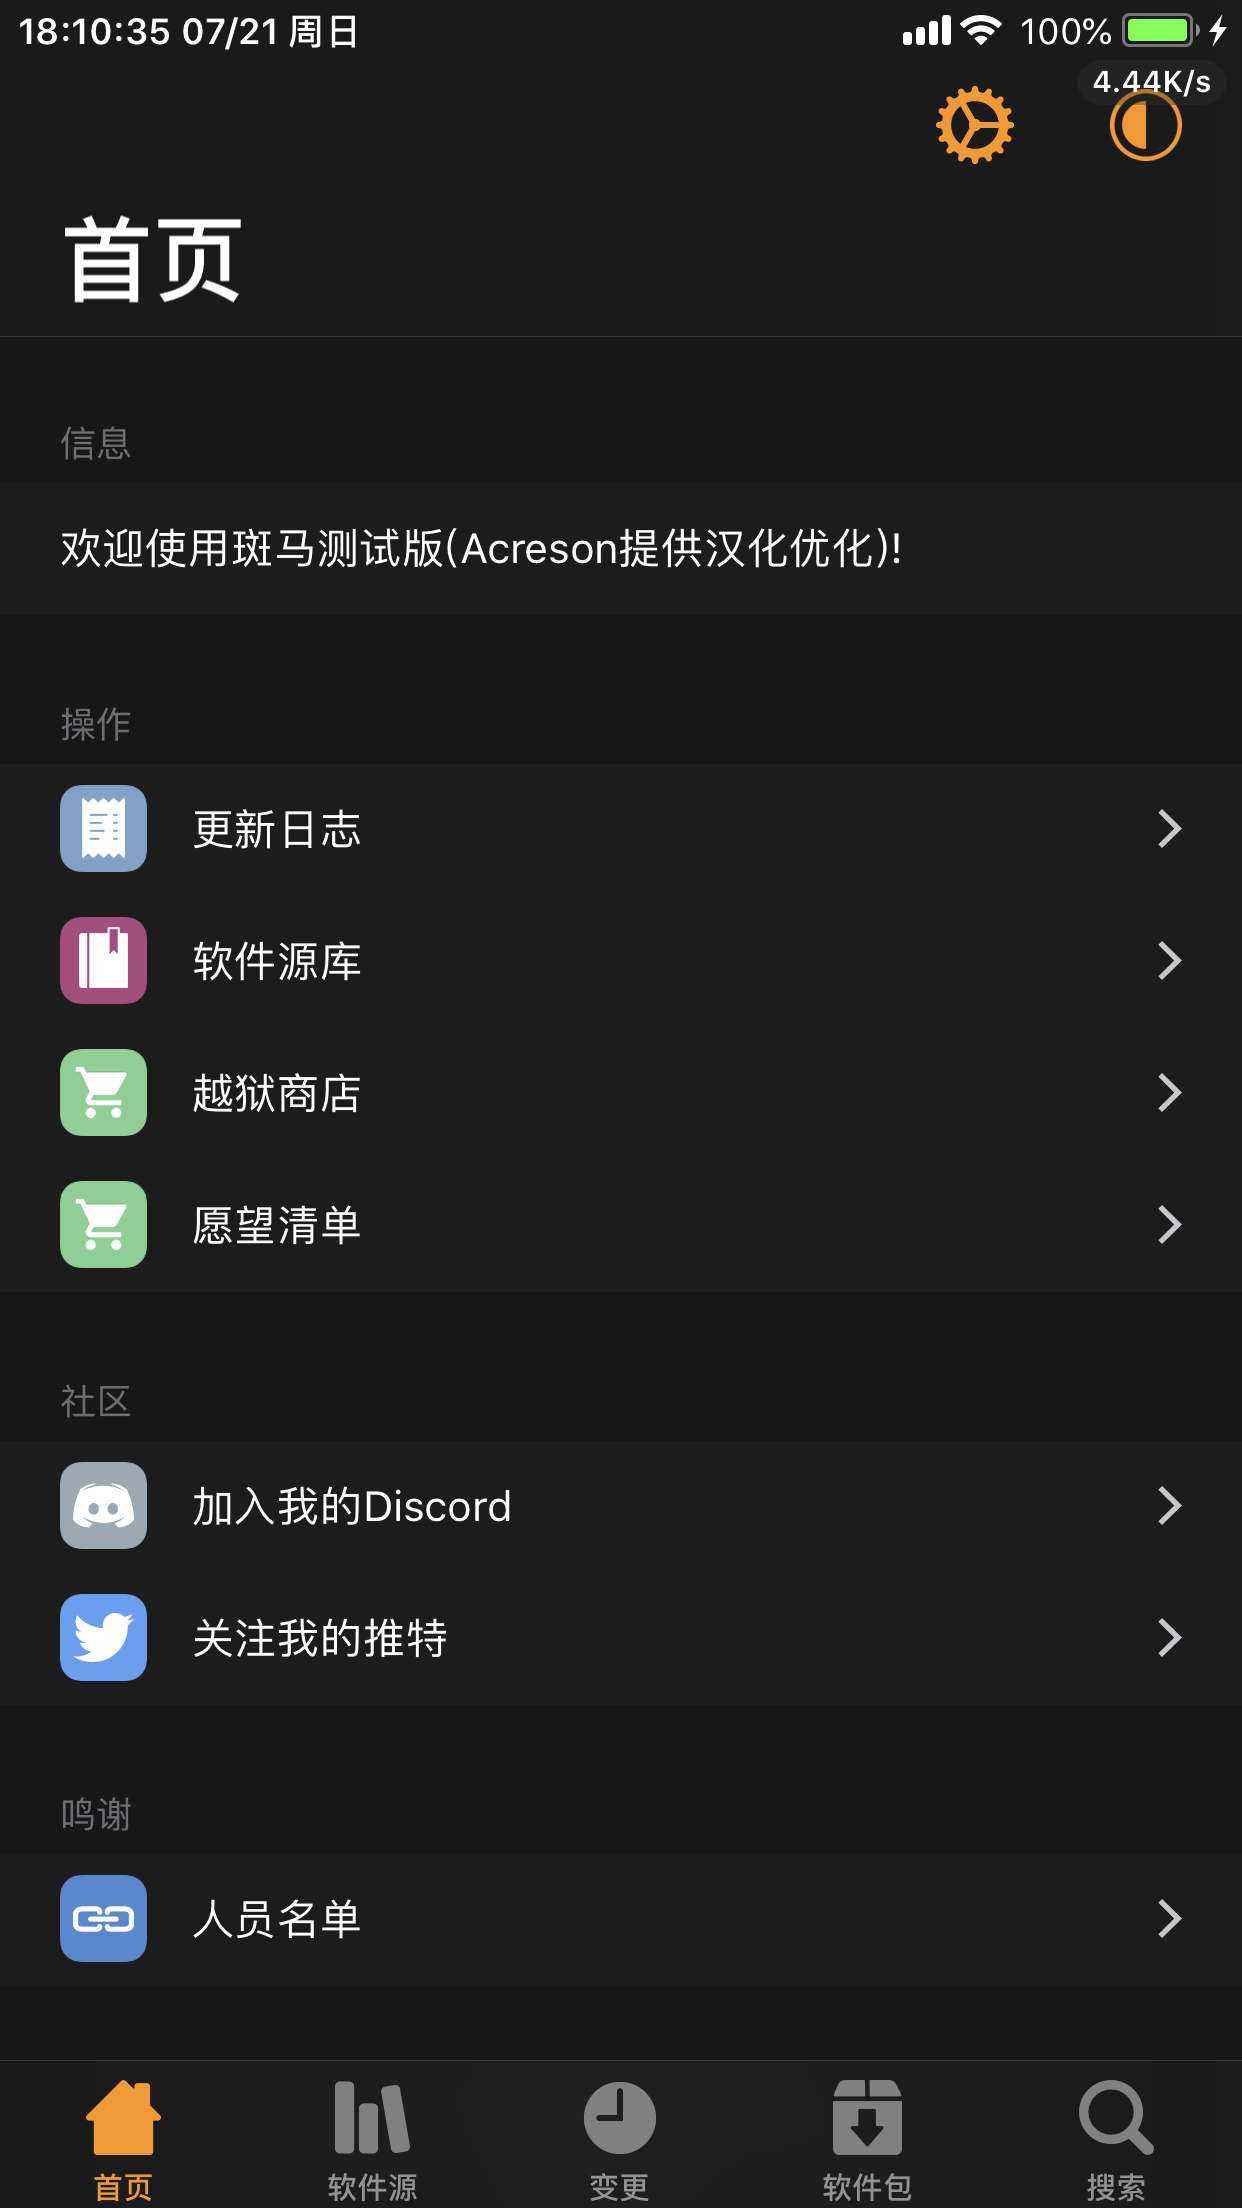 18:10:35 07/21 周日
100%
4.44K/s
首页
信息
欢迎使用斑马测试版(Acreson提供汉化优化)!
操作
更新日志
软件源库
越狱商店
愿望清单
社区
加入我的Discord
关注我的推特
鸣谢
人员名单
首页
软件源
变更
软件包
搜索